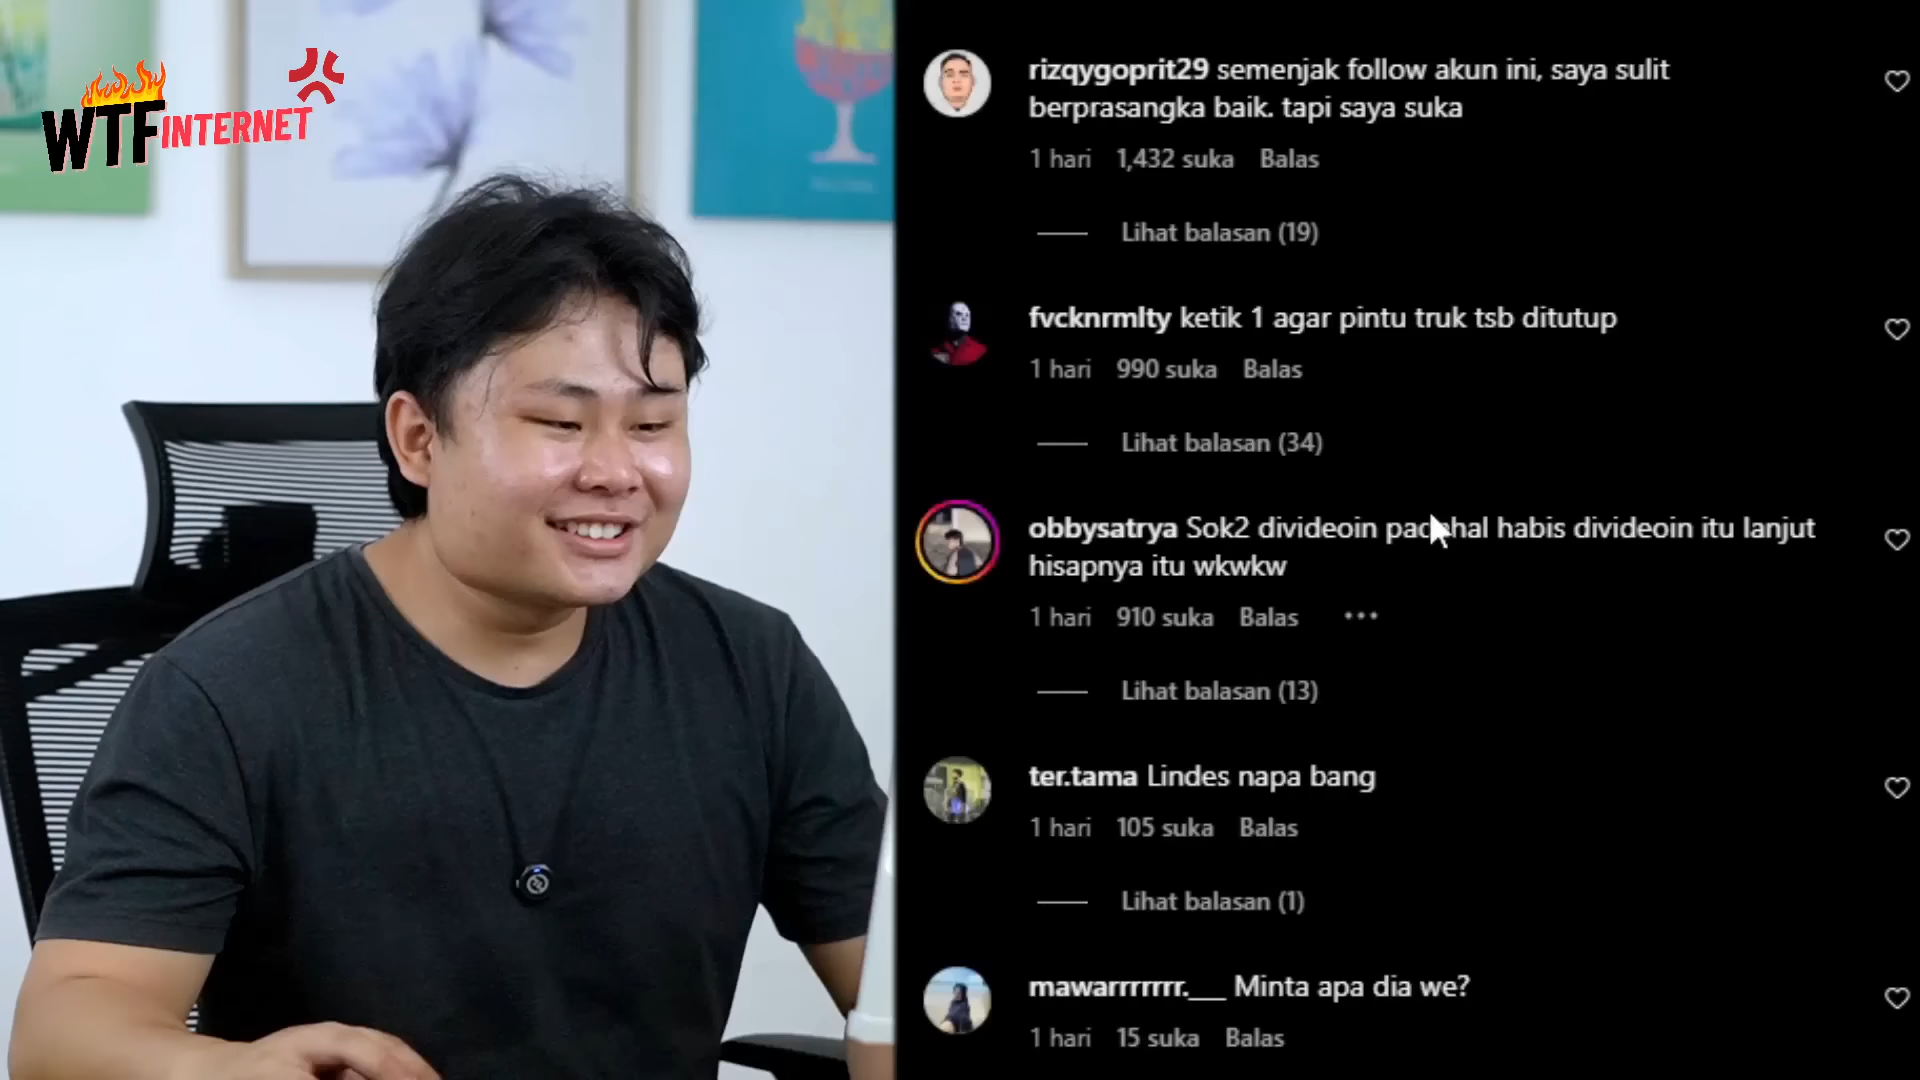 WTF INTERNET
rizqygoprit29 semenjak follow akun ini, saya sulit
berprasangka baik. tapi saya suka
1 hari 1,432 suka Balas
Lihat balasan (19)
fvcknrmlty ketik 1 agar pintu truk tsb ditutup
1 hari 990 suka Balas
Lihat balasan (34)
obbysatrya Sok2 divideoin padahal habis divideoin itu lanjut
hisapnya itu wkwkw
1 hari 910 suka Balas
Lihat balasan (13)
ter.tama Lindes napa bang
1 hari 105 suka Balas
Lihat balasan (1)
mawarrrrrrr.___ Minta apa dia we?
1 hari 15 suka Balas